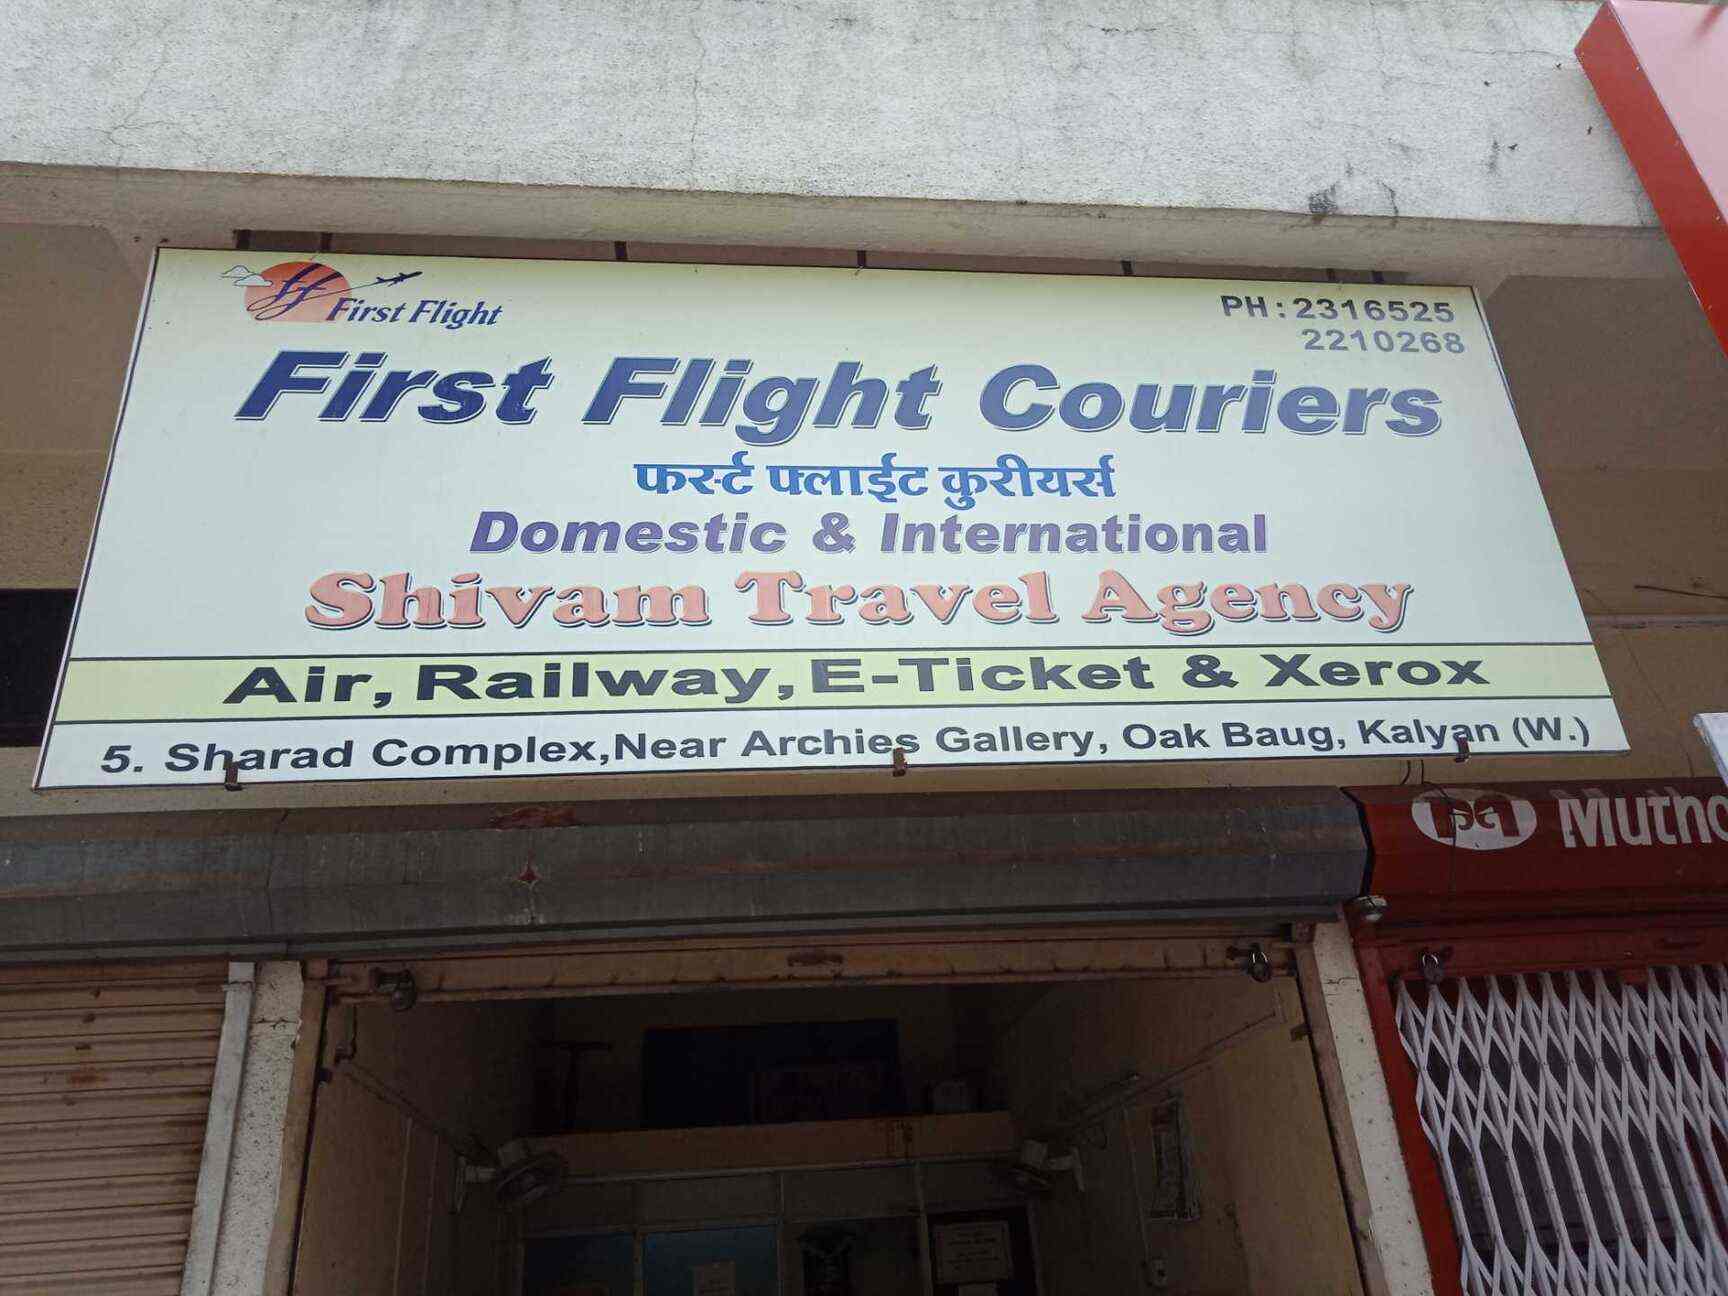 First Flight
PH : 2316525
2210268
First Flight Couriers
फर्स्ट फ्लाईट कुरीयर्स
Domestic & International
Shivam Travel Agency
Air, Railway, E-Ticket & Xerox
5. Sharad Complex, Near Archies Gallery, Oak Baug, Kalyan (W.)